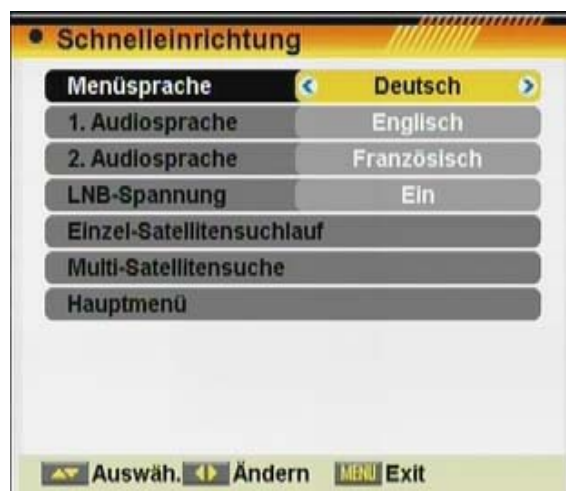 Schnelleinrichtung
Menüsprache Deutsch
1. Audiosprache Englisch
2. Audiosprache Französisch
LNB-Spannung Ein
Einzel-Satellitensuchlauf
Multi-Satellitensuche
Hauptmenü
Auswäh. Ändern MENU Exit